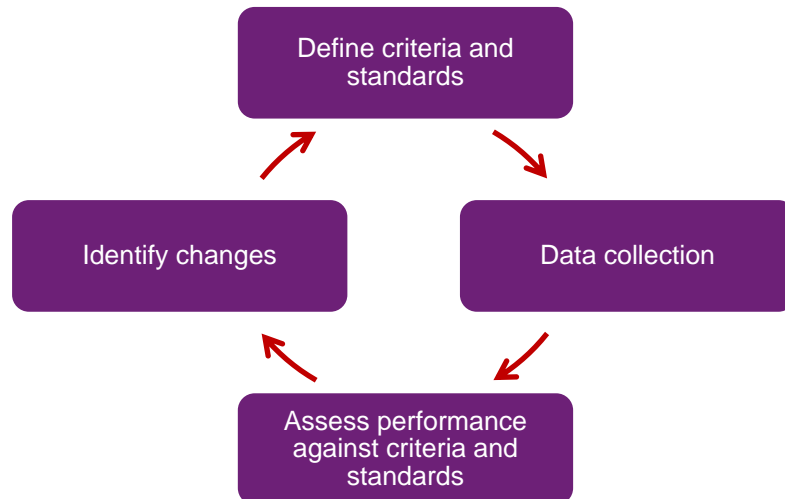 Define criteria and
standards
Data collection
Assess performance
against criteria and
standards
Identify changes